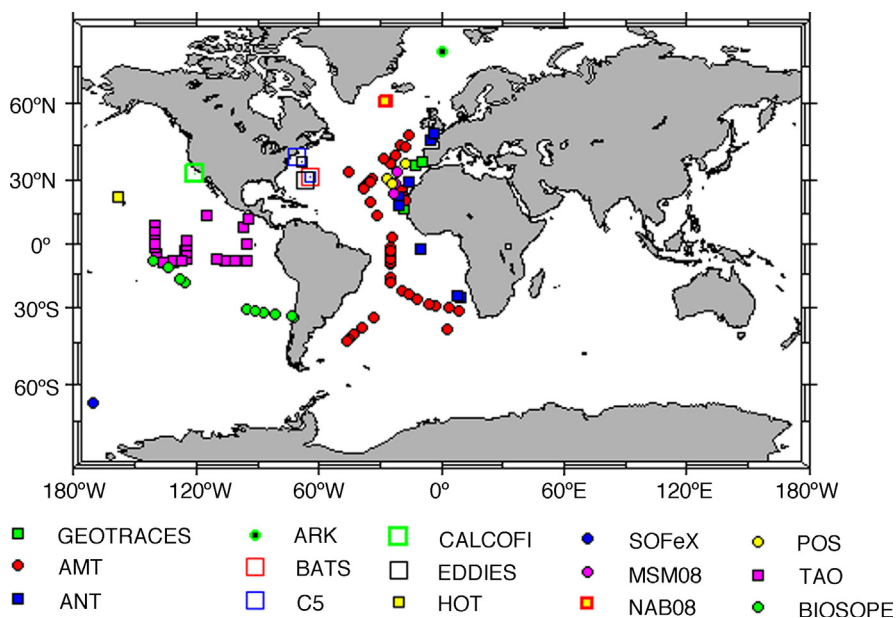 60ºN
30ºN
0º
30ºS
60ºS
180ºW 120ºW 60ºW 0º 60ºE 120ºE 180ºW
GEOTRACES ARK CALCOFI SOFeX POS
AMT BATS EDDIES MSM08 TAO
ANT C5 HOT NAB08 BIOSOPE